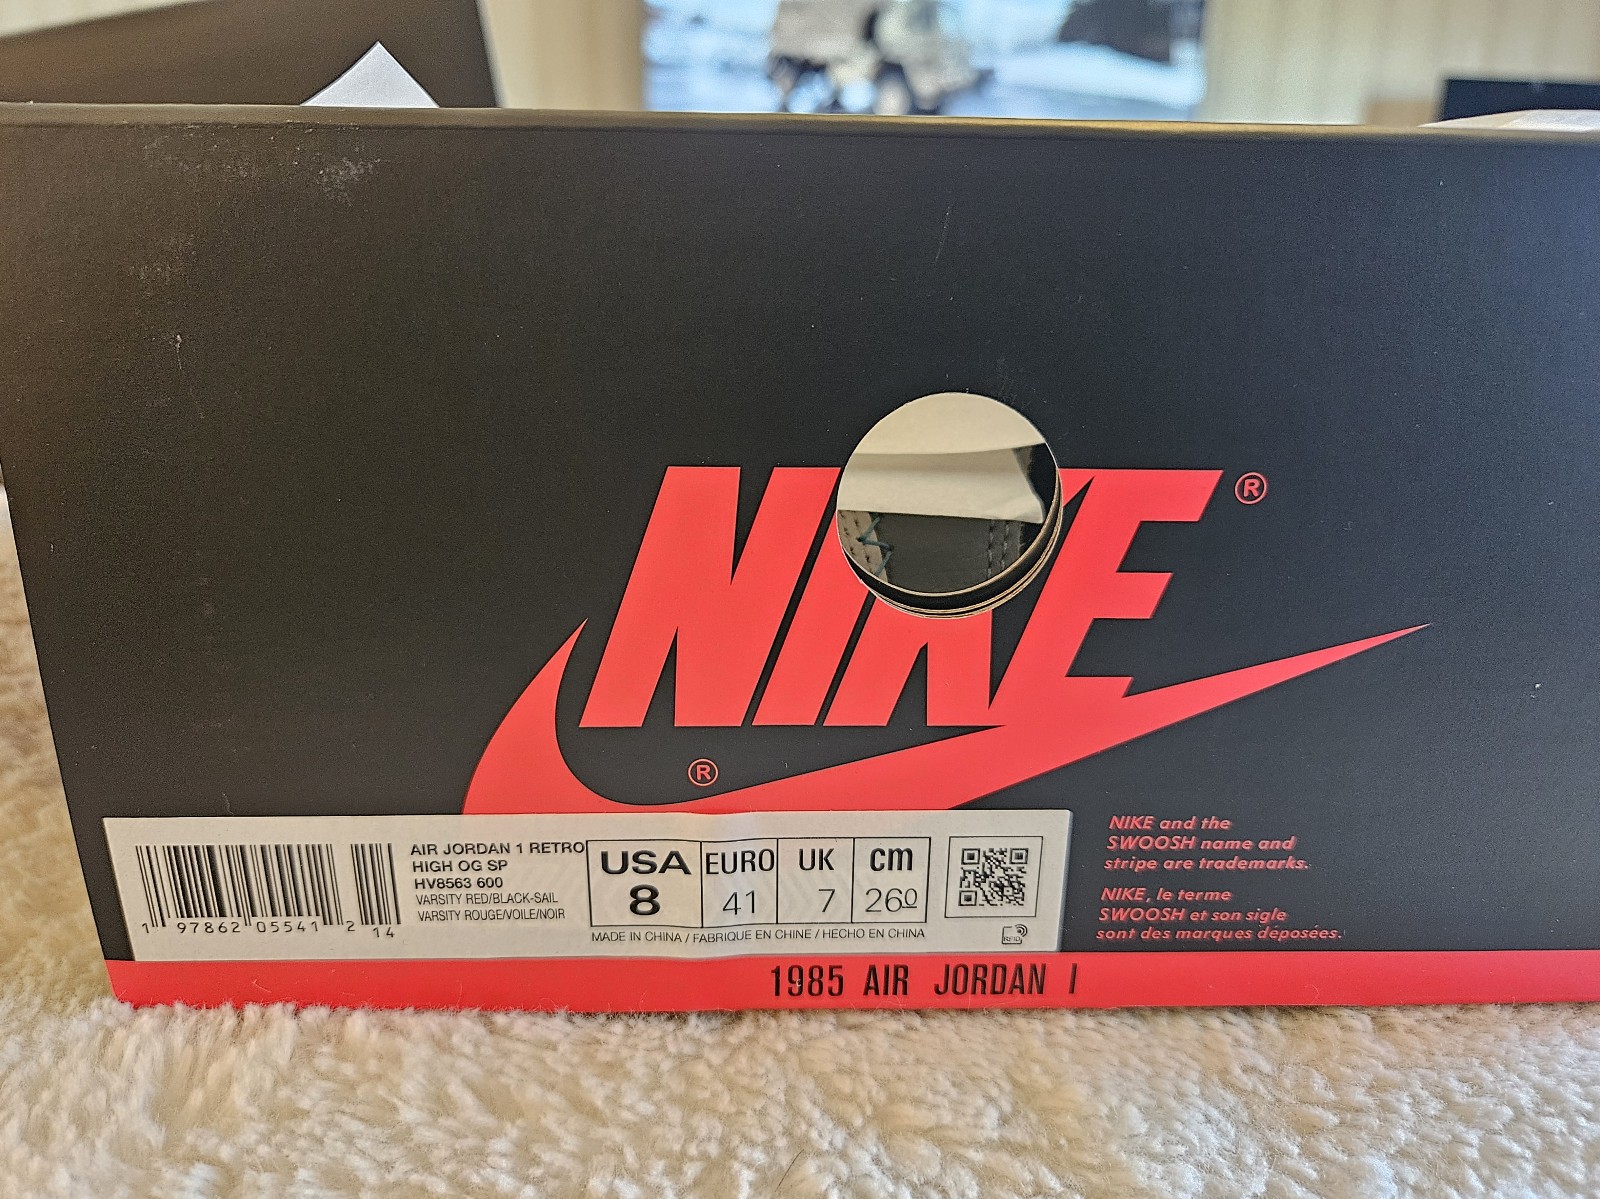 NIKE ®
®
AIR JORDAN 1 RETRO
HIGH OG SP
HV8563 600
VARSITY RED/BLACK-SAIL
VARSITY ROUGE/VOILE/NOIR
1 97862 05541 2 14
USA EURO UK cm
8 41 7 260
MADE IN CHINA / FABRIQUE EN CHINE / HECHO EN CHINA
RFID
NIKE and the
SWOOSH name and
stripe are trademarks.
NIKE, le terme
SWOOSH et son sigle
sont des marques déposées.
1985 AIR JORDAN I